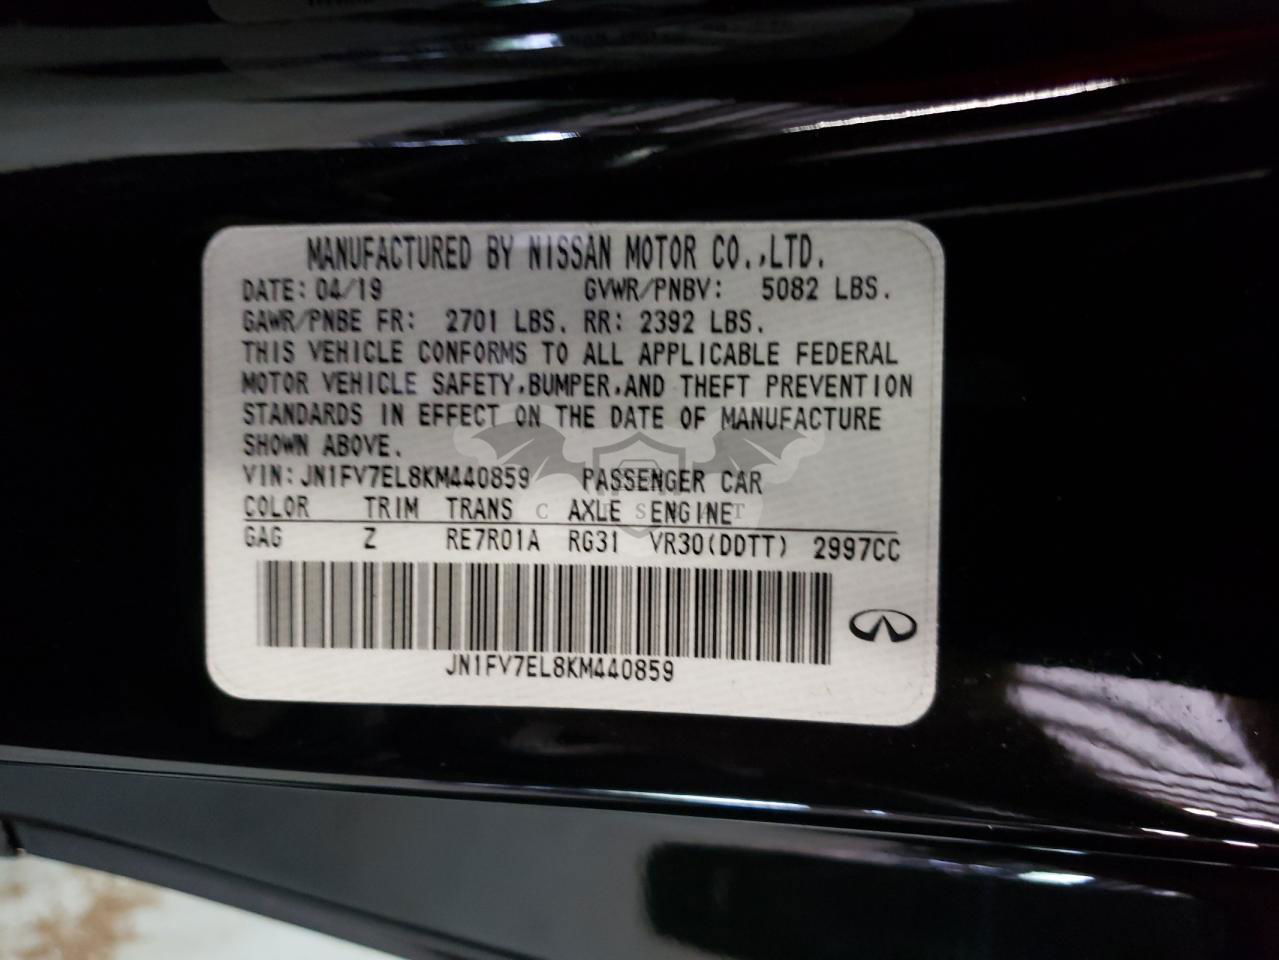 MANUFACTURED BY NISSAN MOTOR CO.,LTD.
DATE: 04/19 GVWR/PNBV: 5082 LBS.
GAWR/PNBE FR: 2701 LBS. RR: 2392 LBS.
THIS VEHICLE CONFORMS TO ALL APPLICABLE FEDERAL
MOTOR VEHICLE SAFETY,BUMPER,AND THEFT PREVENTION
STANDARDS IN EFFECT ON THE DATE OF MANUFACTURE
SHOWN ABOVE.
VIN:JN1FV7EL8KM440859 PASSENGER CAR
COLOR TRIM TRANS AXLE ENGINE
GAG Z RE7R01A RG31 VR30(DDTT) 2997CC
JN1FV7EL8KM440859